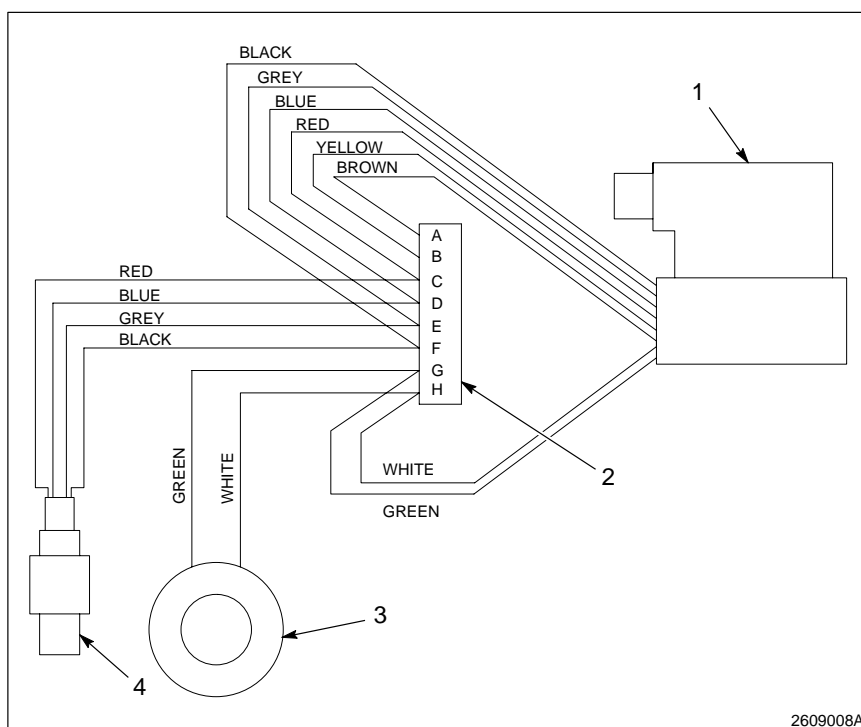 BLACK
GREY
BLUE
RED
YELLOW
BROWN
1
A
B
C
D
E
F
G
H
RED
BLUE
GREY
BLACK
GREEN
WHITE
WHITE
GREEN
2
3
4
2609008A